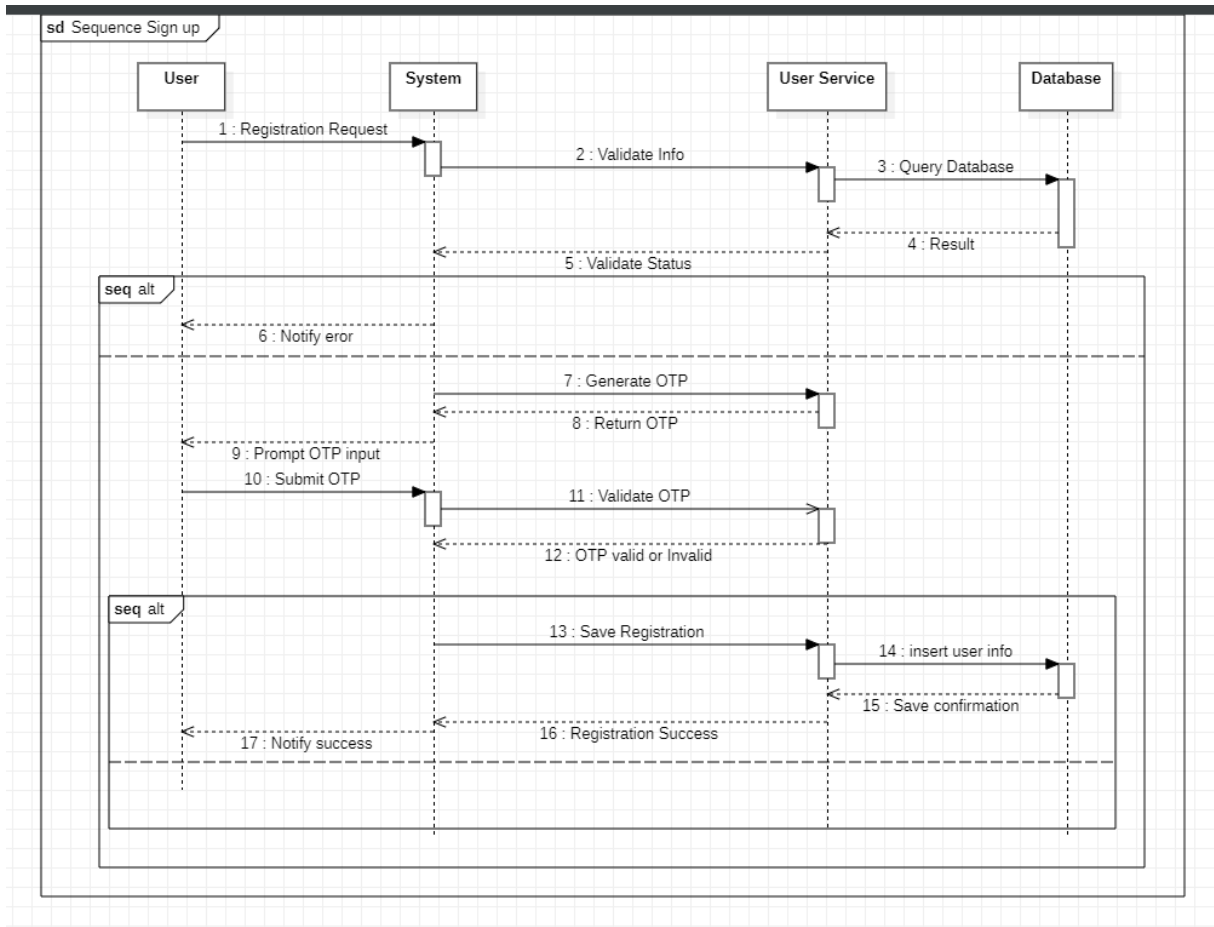 sd Sequence Sign up
User
System
User Service
Database
1 : Registration Request
2 : Validate Info
3 : Query Database
4 : Result
5 : Validate Status
seq alt
6 : Notify eror
7 : Generate OTP
8 : Return OTP
9 : Prompt OTP input
10 : Submit OTP
11 : Validate OTP
12 : OTP valid or Invalid
seq alt
13 : Save Registration
14 : insert user info
15 : Save confirmation
16 : Registration Success
17 : Notify success